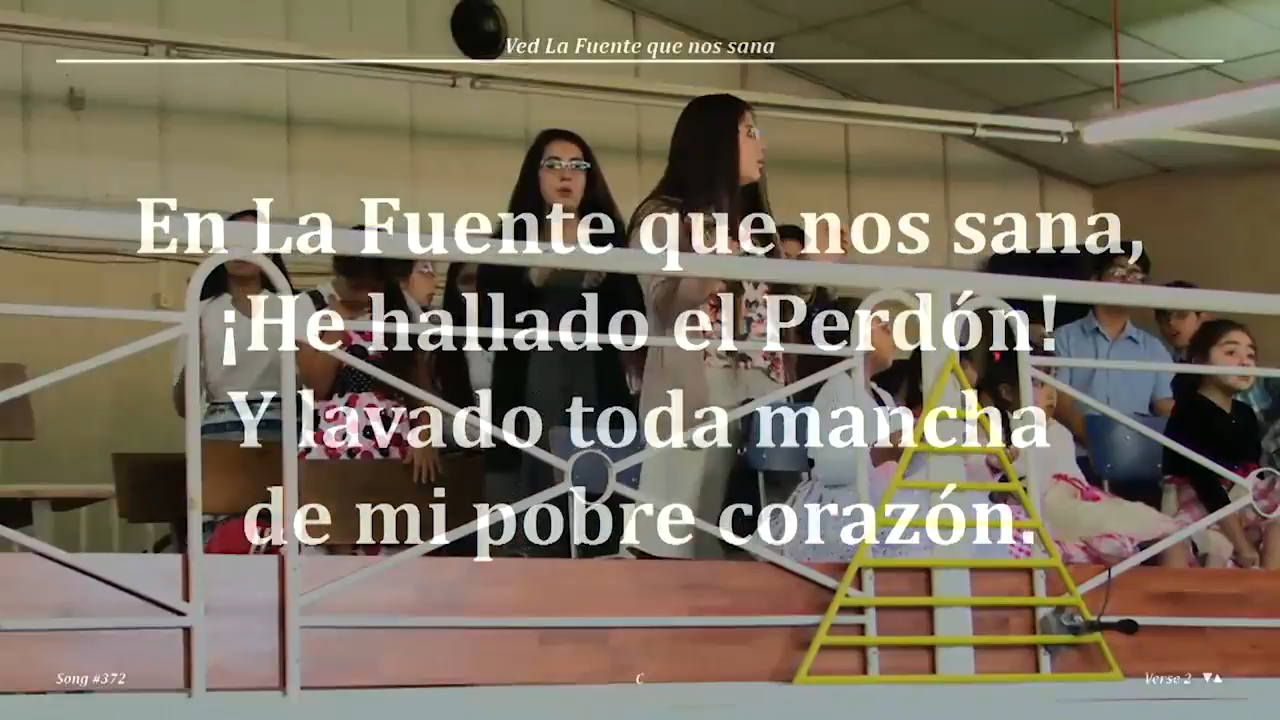 Ved La Fuente que nos sana
En La Fuente que nos sana,
¡He hallado el Perdón!
Y lavado toda mancha
de mi pobre corazón.
Song #372
C
Verse 2 ▼▲